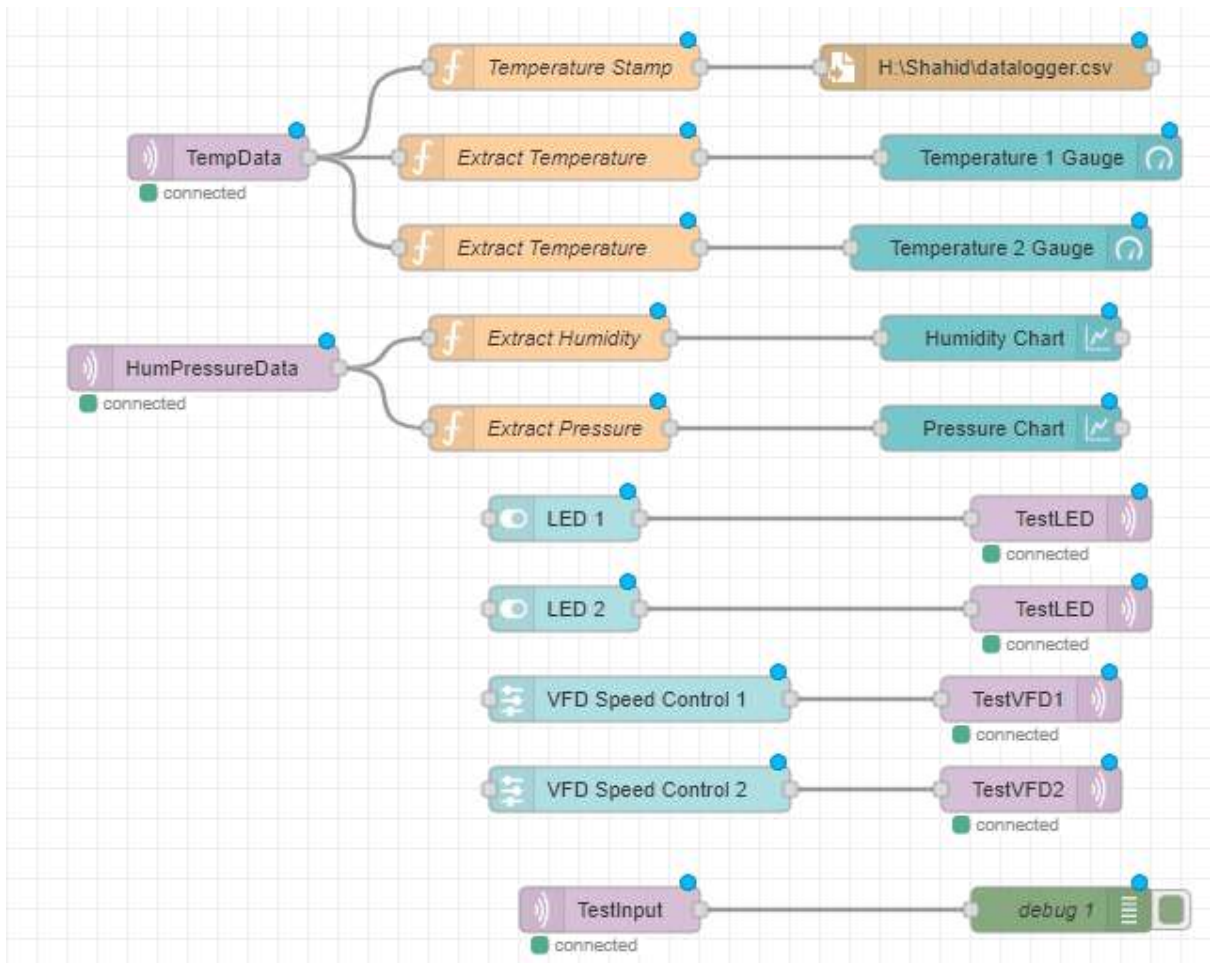 Temperature Stamp
H:\Shahid\datalogger.csv
TempData
connected
Extract Temperature
Temperature 1 Gauge
Extract Temperature
Temperature 2 Gauge
HumPressureData
connected
Extract Humidity
Humidity Chart
Extract Pressure
Pressure Chart
LED 1
TestLED
connected
LED 2
TestLED
connected
VFD Speed Control 1
TestVFD1
connected
VFD Speed Control 2
TestVFD2
connected
TestInput
connected
debug 1